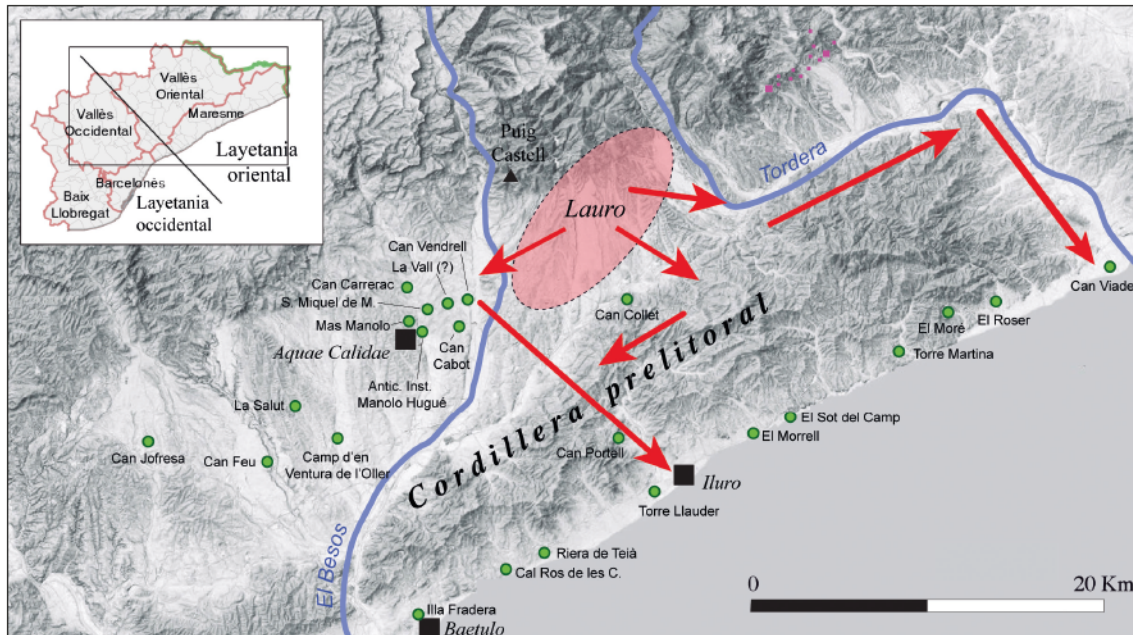 Vallès
Oriental
Vallès
Occidental
Maresme
Layetania
oriental
Barcelonès
Baix
Llobregat
Layetania
occidental
Puig
Castell
Tordera
Lauro
Can Vendrell
La Vall (?)
Can Carrerac
S. Miquel de M.
Mas Manolo
Aquae Calidae
Can
Cabot
Antic. Inst.
Manolo Hugué
Can Collet
Can Viader
El Roser
El Moré
Torre Martina
Cordillera prelitoral
La Salut
El Sot del Camp
El Morrell
Can Jofresa
Can Feu
Camp d'en
Ventura de l'Oller
Can Portell
Iluro
Torre Llauder
El Besos
Riera de Teià
Cal Ros de les C.
Illa Fradera
Baetulo
0
20 Km